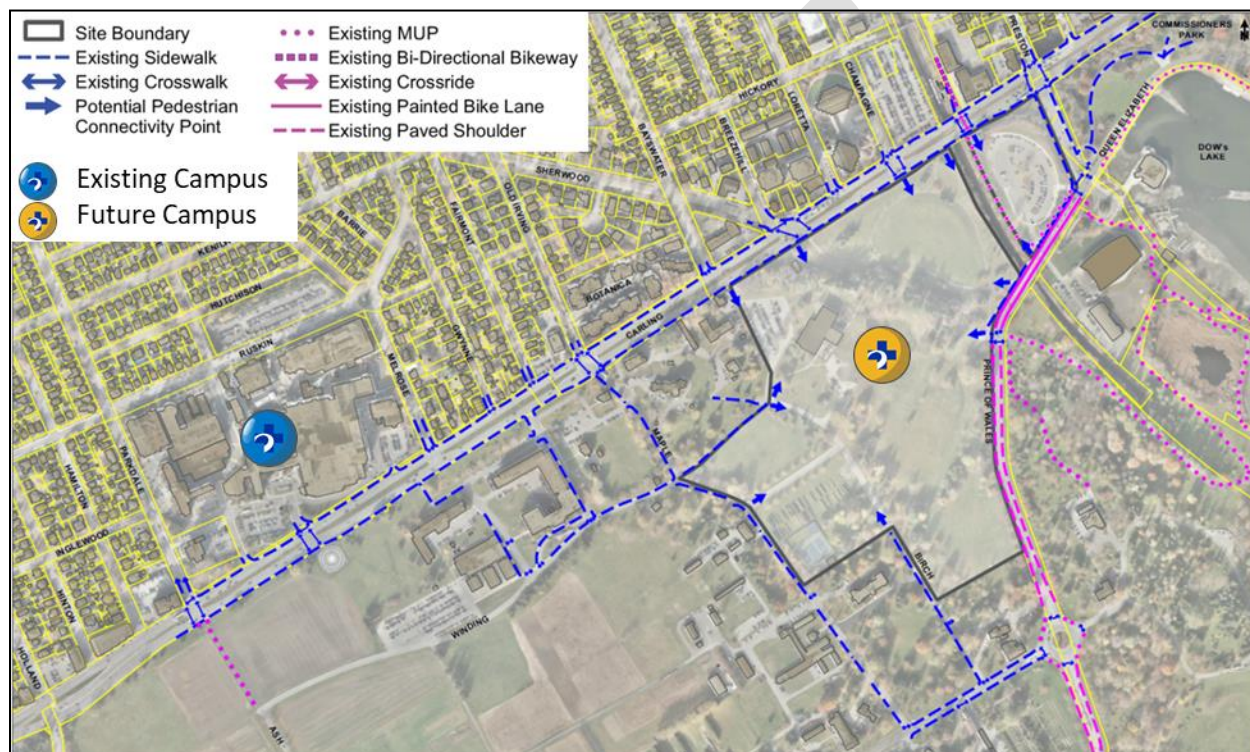 Site Boundary
Existing Sidewalk
Existing Crosswalk
Potential Pedestrian
Connectivity Point
Existing MUP
Existing Bi-Directional Bikeway
Existing Crossride
Existing Painted Bike Lane
Existing Paved Shoulder
Existing Campus
Future Campus
COMMISSIONERS
PARK
N
PRESTON
HICKORY
CHAMPAGNE
LORETTA
BREEZEHILL
BAYSWATER
QUEEN ELIZABETH
DOW's
LAKE
SHERWOOD
OLD IRVING
FAIRMONT
BARRIE
HUTCHISON
RUSKIN
BOTANICA
CARLING
GWYNNE
MELROSE
PARKDALE
HAMILTON
INGLEWOOD
HINTON
HOLLAND
MAPLE
PRINCE OF WALES
BIRCH
WINDING
ASH